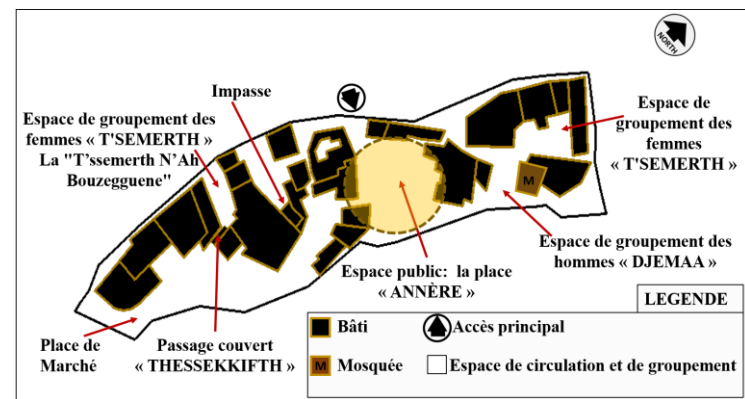 NORTH
Impasse
Espace de groupement des
femmes « T'SEMERTH »
La "T'ssemerth N'Ah
Bouzegguene"
Espace de
groupement des
femmes
« T'SEMERTH »
M
Espace de groupement des
hommes « DJEMAA »
Espace public: la place
« ANNÈRE »
Place de
Marché
Passage couvert
« THESSEKKIFTH »
LEGENDE
Bâti
Accès principal
M Mosquée
Espace de circulation et de groupement